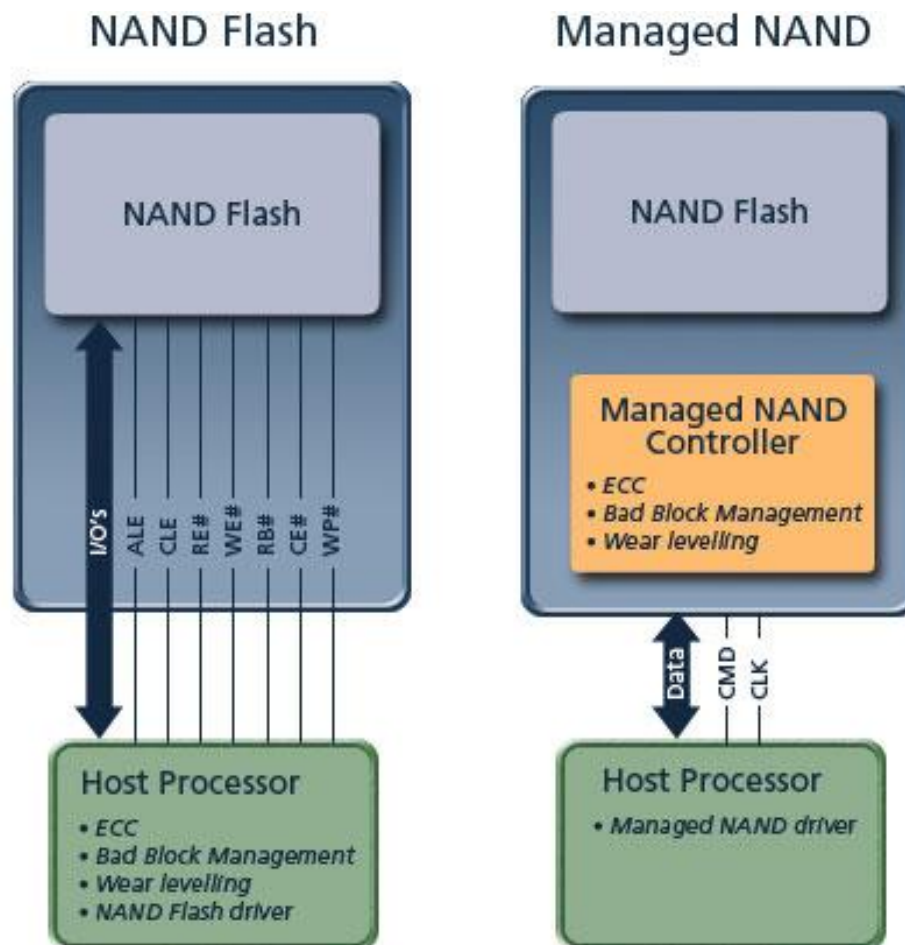 NAND Flash
NAND Flash
I/O's
ALE
CLE
RE#
WE#
RB#
CE#
WP#
Host Processor
• ECC
• Bad Block Management
• Wear levelling
• NAND Flash driver
Managed NAND
NAND Flash
Managed NAND
Controller
• ECC
• Bad Block Management
• Wear levelling
Data
CMD
CLK
Host Processor
• Managed NAND driver